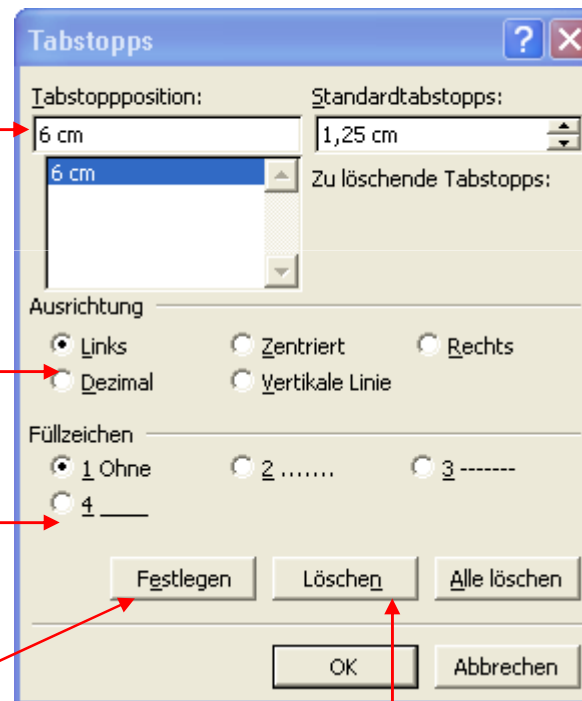 Tabstopps
Tabstoppposition: Standardtabstopps:
6 cm 1,25 cm
6 cm Zu löschende Tabstopps:
Ausrichtung
Links Zentriert Rechts
Dezimal Vertikale Linie
Füllzeichen
1 Ohne 2 ....... 3 -------
4 ____
Festlegen Löschen Alle löschen
OK Abbrechen